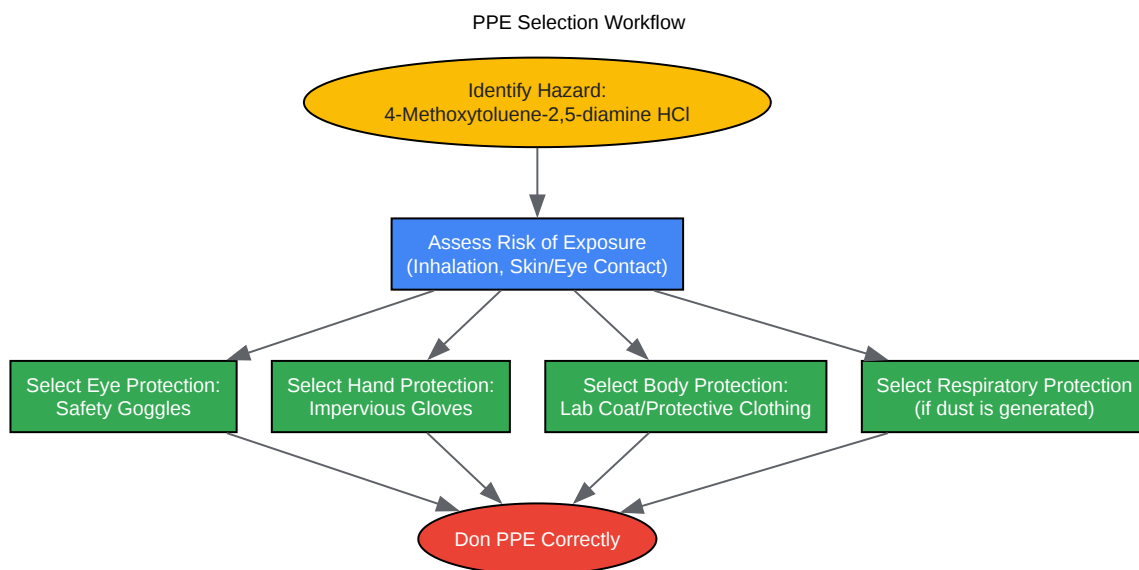 PPE Selection Workflow
Identify Hazard:
4-Methoxytoluene-2,5-diamine HCl
Assess Risk of Exposure
(Inhalation, Skin/Eye Contact)
Select Eye Protection:
Safety Goggles
Select Hand Protection:
Impervious Gloves
Select Body Protection:
Lab Coat/Protective Clothing
Select Respiratory Protection
(if dust is generated)
Don PPE Correctly